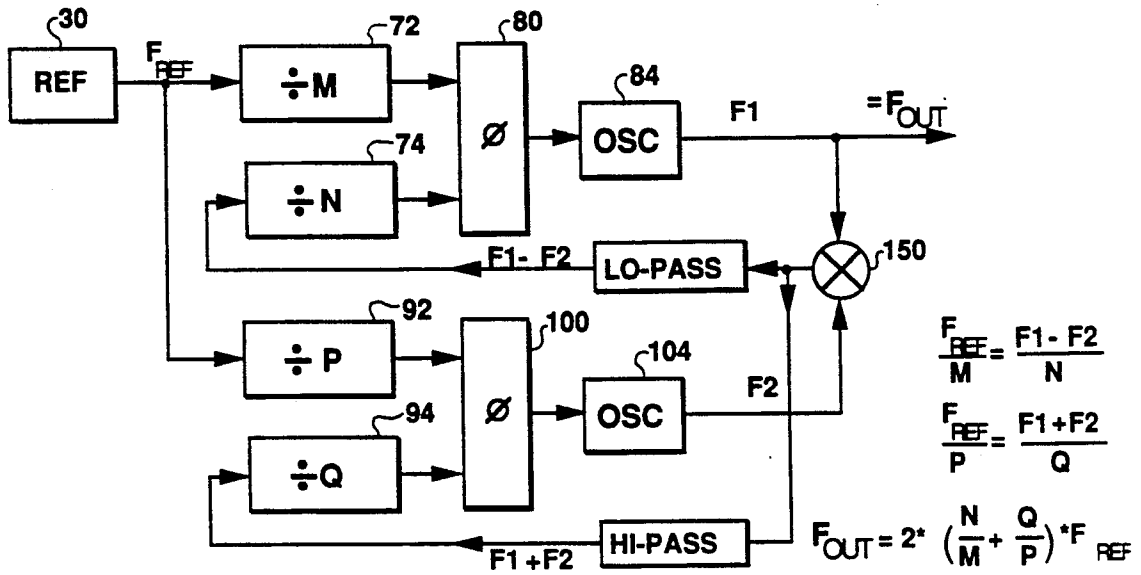 30
REF
F_REF
72
÷M
74
÷N
80
Ø
84
OSC
F1
=F_OUT
150
F1- F2
LO-PASS
92
÷P
94
÷Q
100
Ø
104
OSC
F2
F1+F2
HI-PASS
F_REF/M = F1- F2/N
F_REF/P = F1+F2/Q
F_OUT = 2* (N/M + Q/P) *F_REF